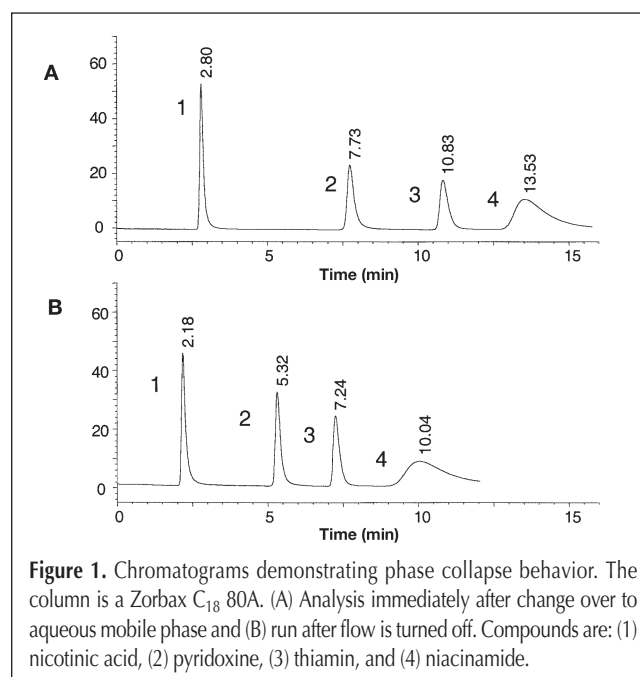 A
60
40
20
0
1
2.80
2
7.73
3
10.83
4
13.53
0 5 10 15
Time (min)
B
60
40
20
0
1
2.18
2
5.32
3
7.24
4
10.04
0 5 10 15
Time (min)
Figure 1. Chromatograms demonstrating phase collapse behavior. The
column is a Zorbax C18 80A. (A) Analysis immediately after change over to
aqueous mobile phase and (B) run after flow is turned off. Compounds are: (1)
nicotinic acid, (2) pyridoxine, (3) thiamin, and (4) niacinamide.